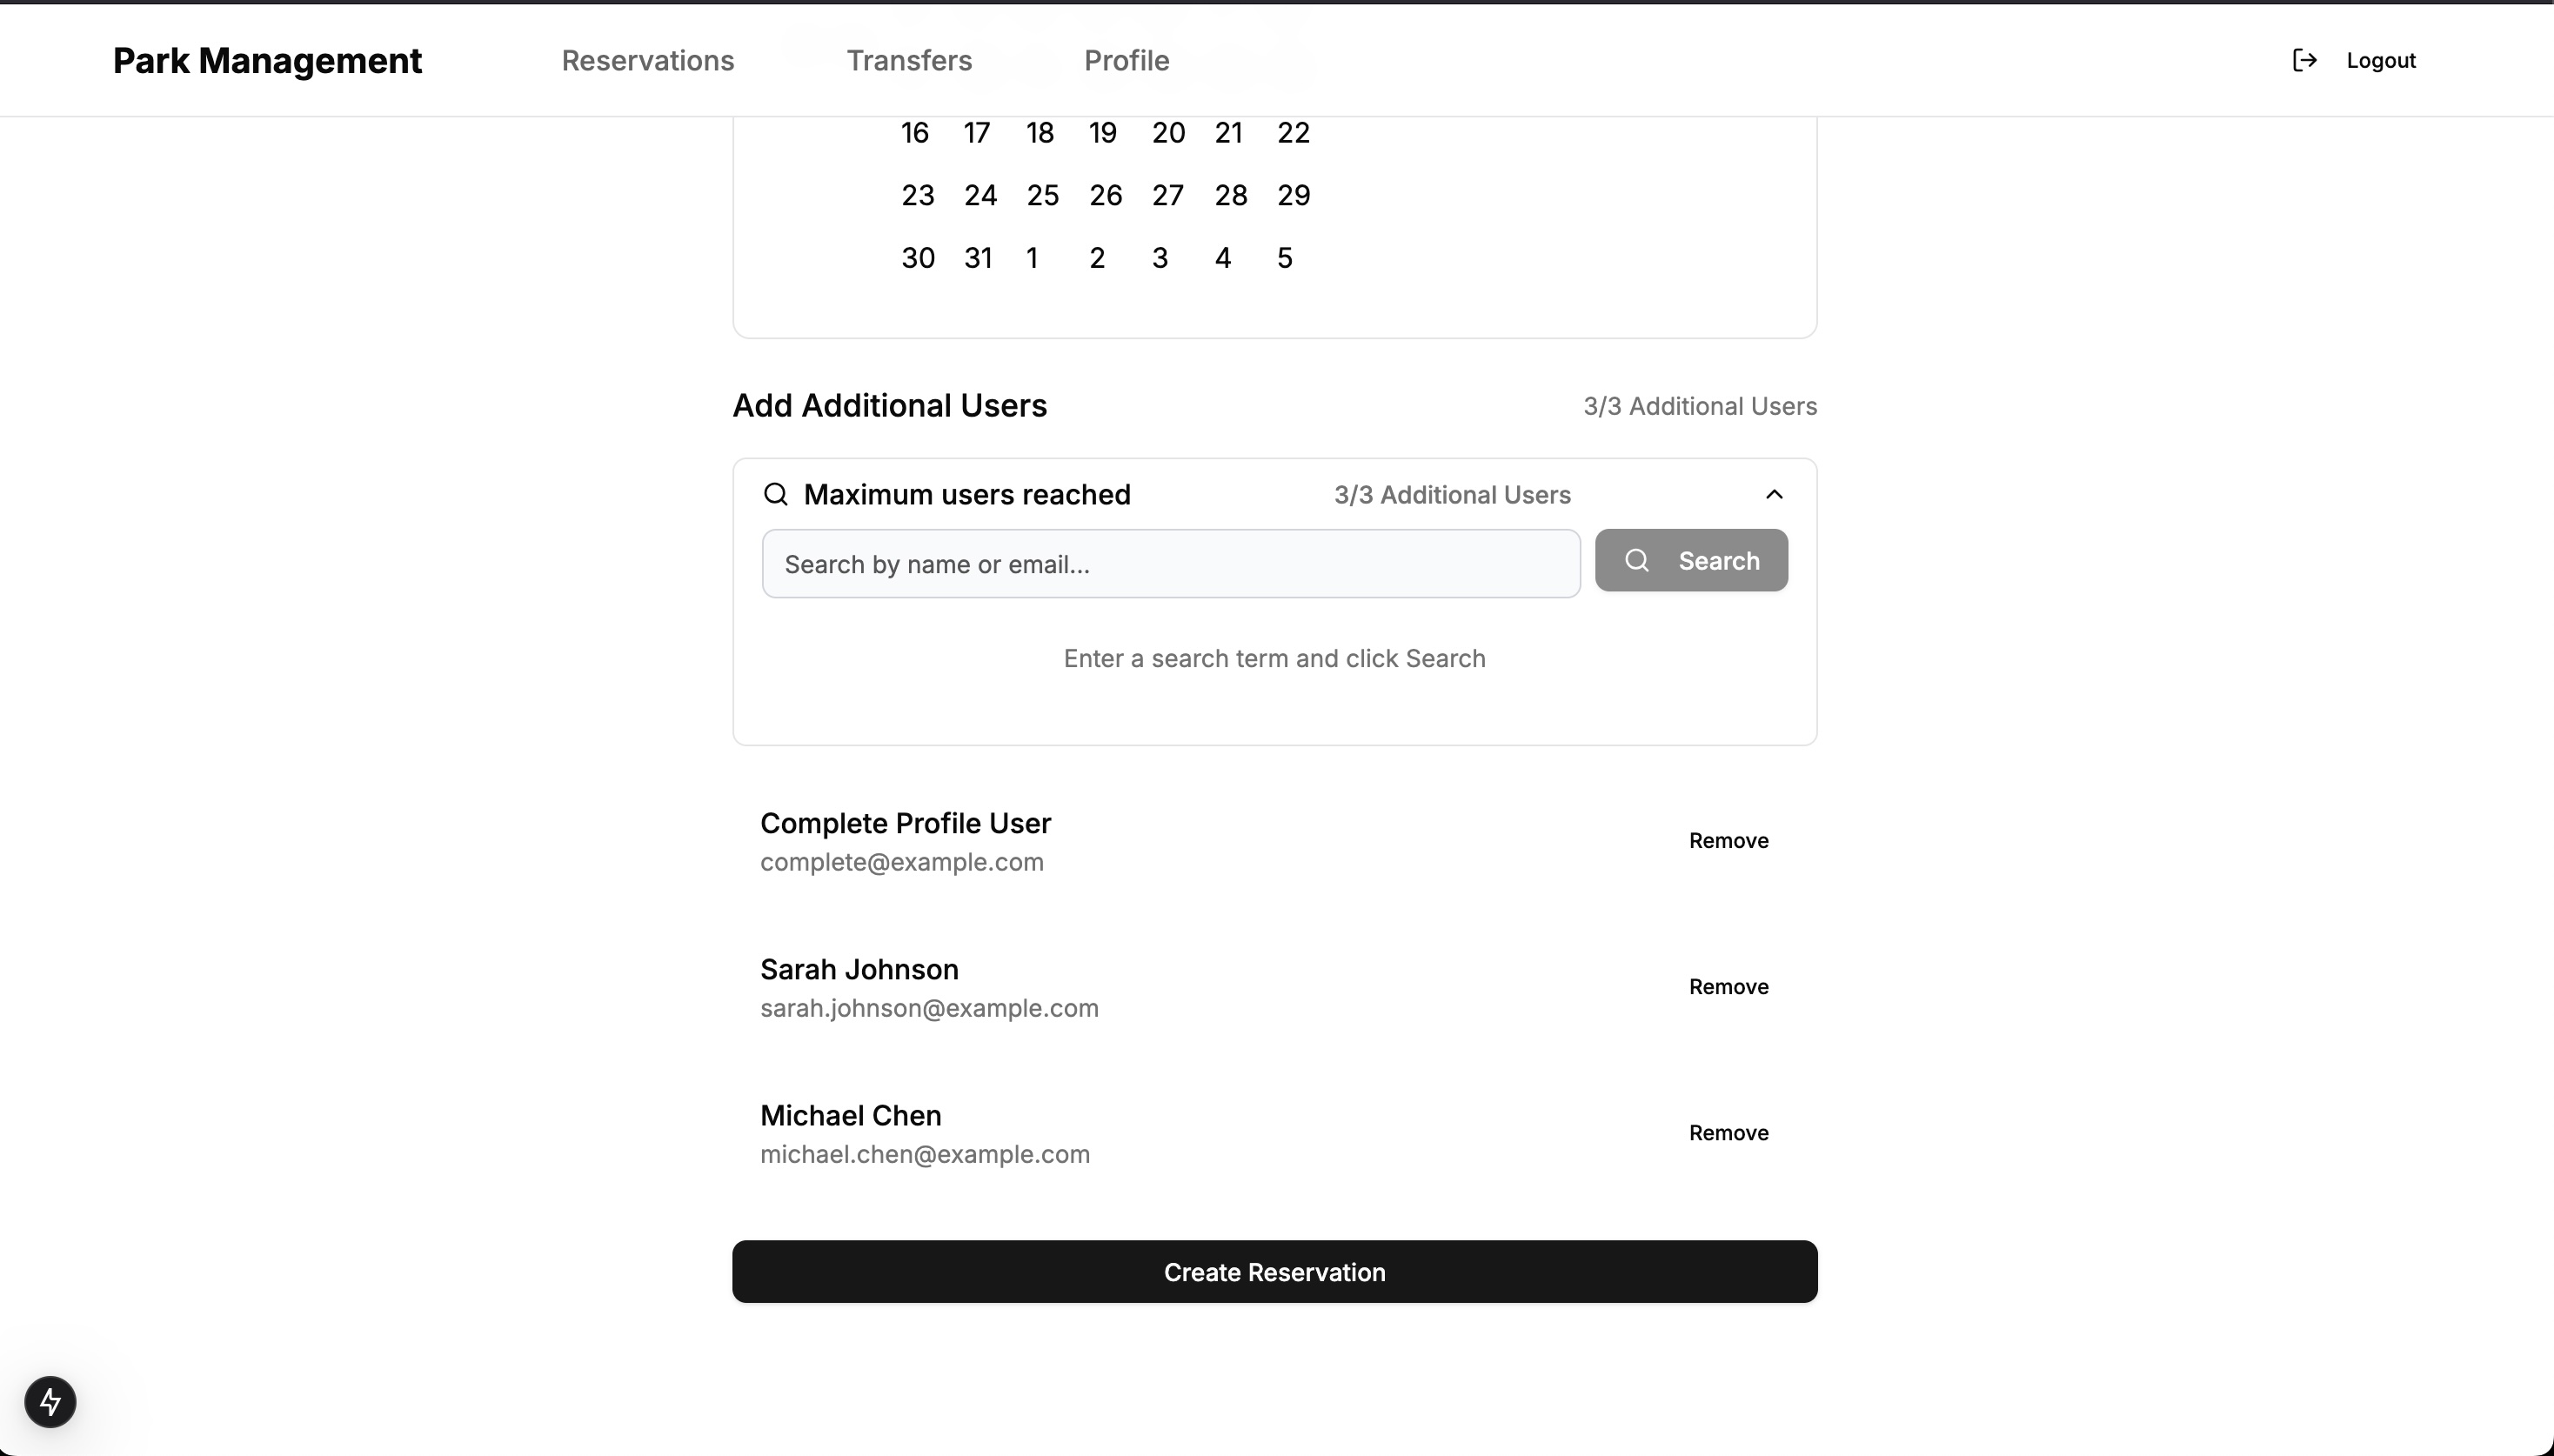 Park Management Reservations Transfers Profile Logout
16 17 18 19 20 21 22
23 24 25 26 27 28 29
30 31 1 2 3 4 5
Add Additional Users 3/3 Additional Users
Maximum users reached 3/3 Additional Users
Search by name or email... Search
Enter a search term and click Search
Complete Profile User
complete@example.com
Remove
Sarah Johnson
sarah.johnson@example.com
Remove
Michael Chen
michael.chen@example.com
Remove
Create Reservation